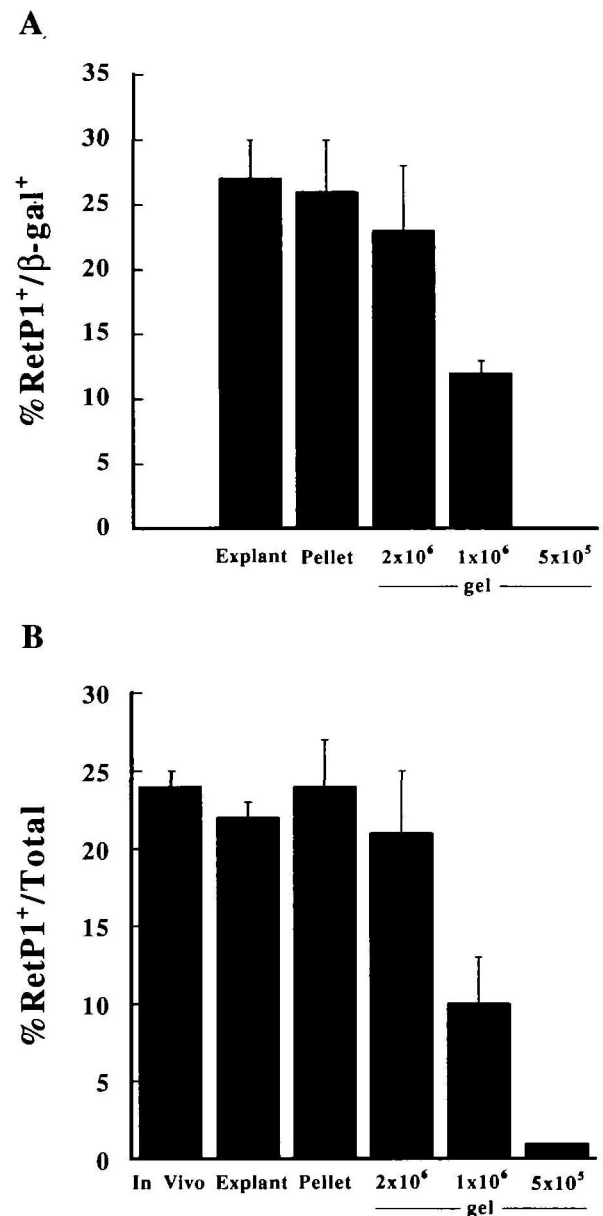 A
35
30
25
20
15
10
5
0
%RetP1+/β-gal+
Explant Pellet 2x10⁶ 1x10⁶ 5x10⁵
gel
B
30
25
20
15
10
5
0
%RetP1+/Total
In Vivo Explant Pellet 2x10⁶ 1x10⁶ 5x10⁵
gel